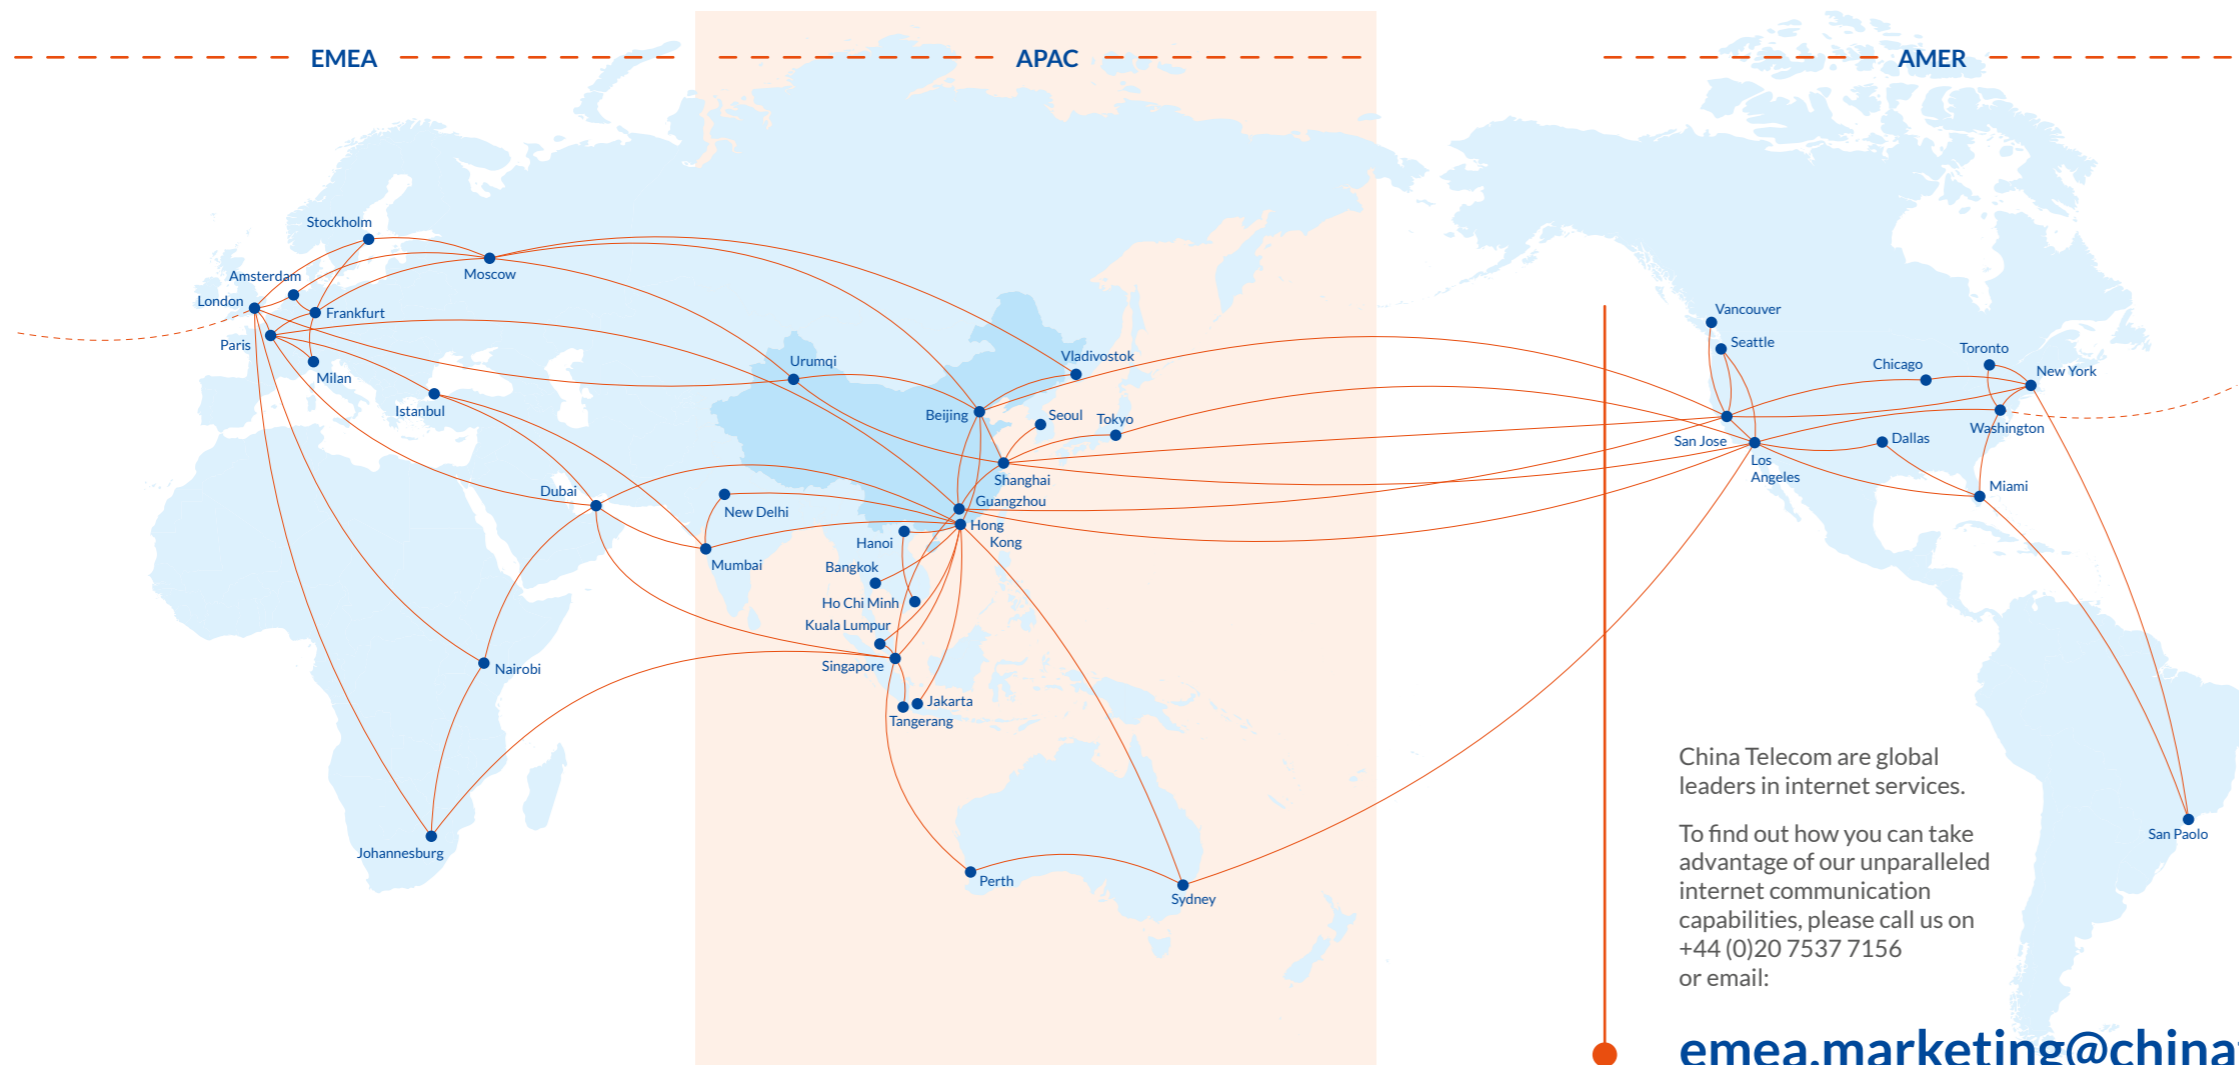 EMEA
APAC
AMER
Stockholm
Amsterdam
London
Moscow
Frankfurt
Paris
Milan
Istanbul
Dubai
Nairobi
Johannesburg
Urumqi
Vladivostok
Beijing
Seoul
Tokyo
Shanghai
New Delhi
Guangzhou
Hong
Kong
Hanoi
Mumbai
Bangkok
Ho Chi Minh
Kuala Lumpur
Singapore
Jakarta
Tangerang
Perth
Sydney
Vancouver
Seattle
Toronto
Chicago
New York
Washington
San Jose
Dallas
Los
Angeles
Miami
San Paolo
China Telecom are global
leaders in internet services.
To find out how you can take
advantage of our unparalleled
internet communication
capabilities, please call us on
+44 (0)20 7537 7156
or email:
emea.marketing@china